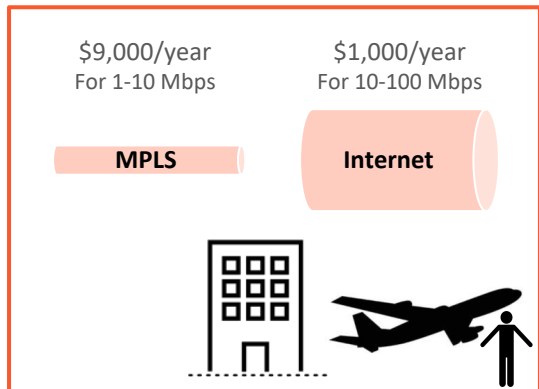 $9,000/year
For 1-10 Mbps
$1,000/year
For 10-100 Mbps
MPLS
Internet